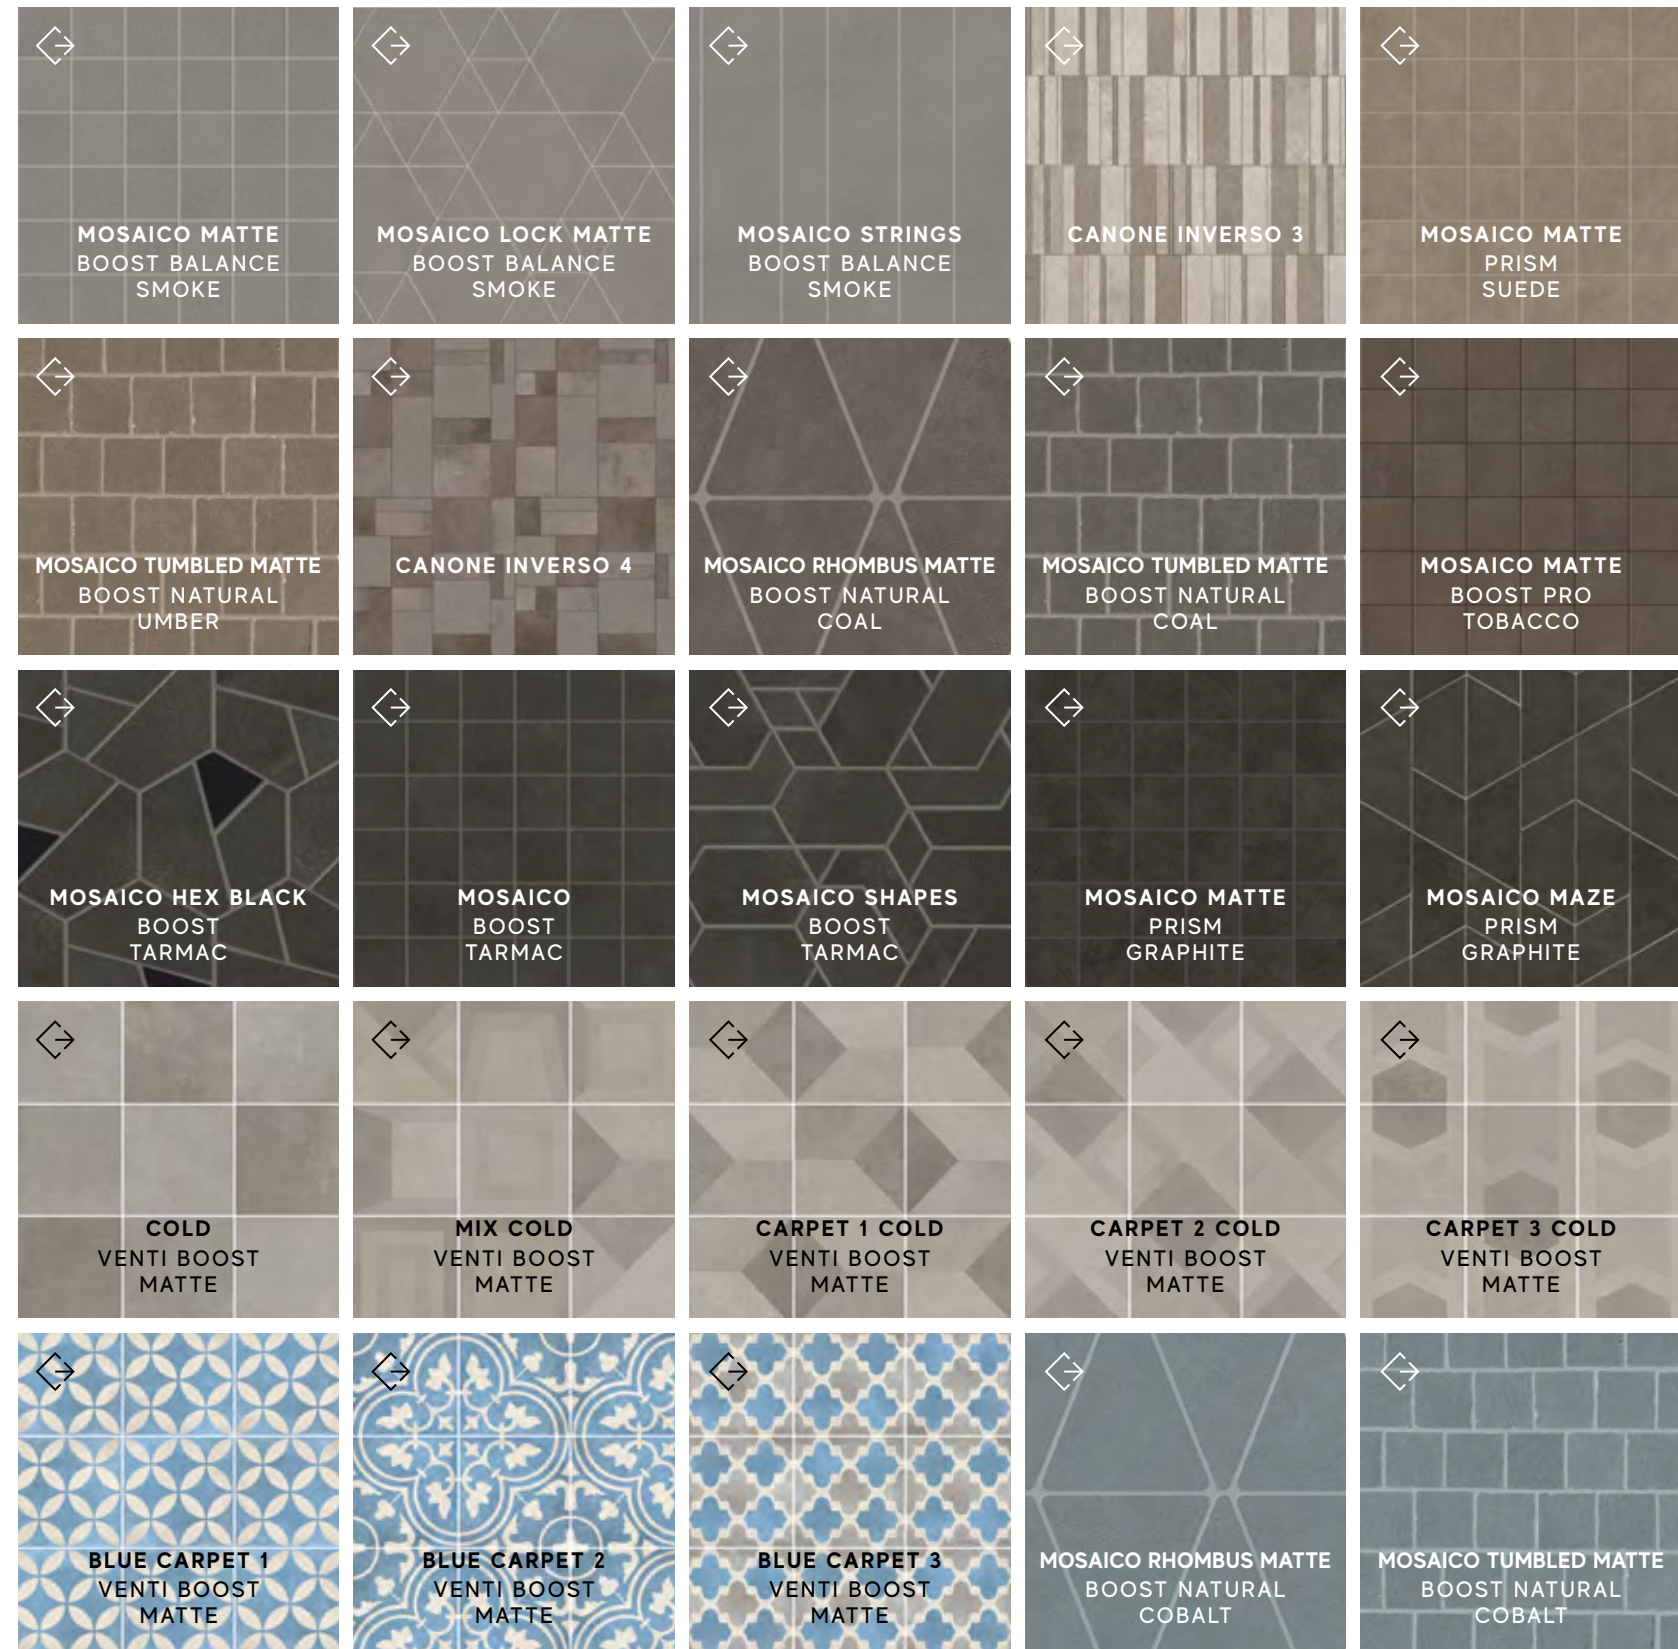 MOSAICO MATTE
BOOST BALANCE
SMOKE
MOSAICO LOCK MATTE
BOOST BALANCE
SMOKE
MOSAICO STRINGS
BOOST BALANCE
SMOKE
CANONE INVERSO 3
MOSAICO MATTE
PRISM
SUEDE
MOSAICO TUMBLED MATTE
BOOST NATURAL
UMBER
CANONE INVERSO 4
MOSAICO RHOMBUS MATTE
BOOST NATURAL
COAL
MOSAICO TUMBLED MATTE
BOOST NATURAL
COAL
MOSAICO MATTE
BOOST PRO
TOBACCO
MOSAICO HEX BLACK
BOOST
TARMAC
MOSAICO
BOOST
TARMAC
MOSAICO SHAPES
BOOST
TARMAC
MOSAICO MATTE
PRISM
GRAPHITE
MOSAICO MAZE
PRISM
GRAPHITE
COLD
VENTI BOOST
MATTE
MIX COLD
VENTI BOOST
MATTE
CARPET 1 COLD
VENTI BOOST
MATTE
CARPET 2 COLD
VENTI BOOST
MATTE
CARPET 3 COLD
VENTI BOOST
MATTE
BLUE CARPET 1
VENTI BOOST
MATTE
BLUE CARPET 2
VENTI BOOST
MATTE
BLUE CARPET 3
VENTI BOOST
MATTE
MOSAICO RHOMBUS MATTE
BOOST NATURAL
COBALT
MOSAICO TUMBLED MATTE
BOOST NATURAL
COBALT